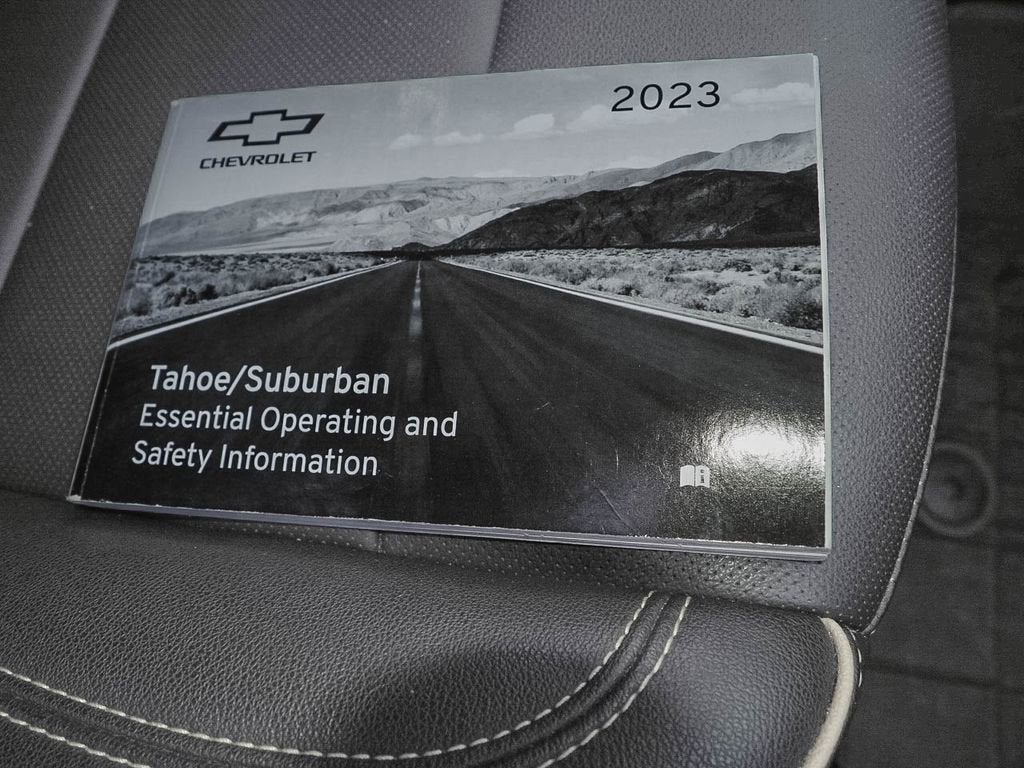 2023
CHEVROLET
Tahoe/Suburban
Essential Operating and
Safety Information